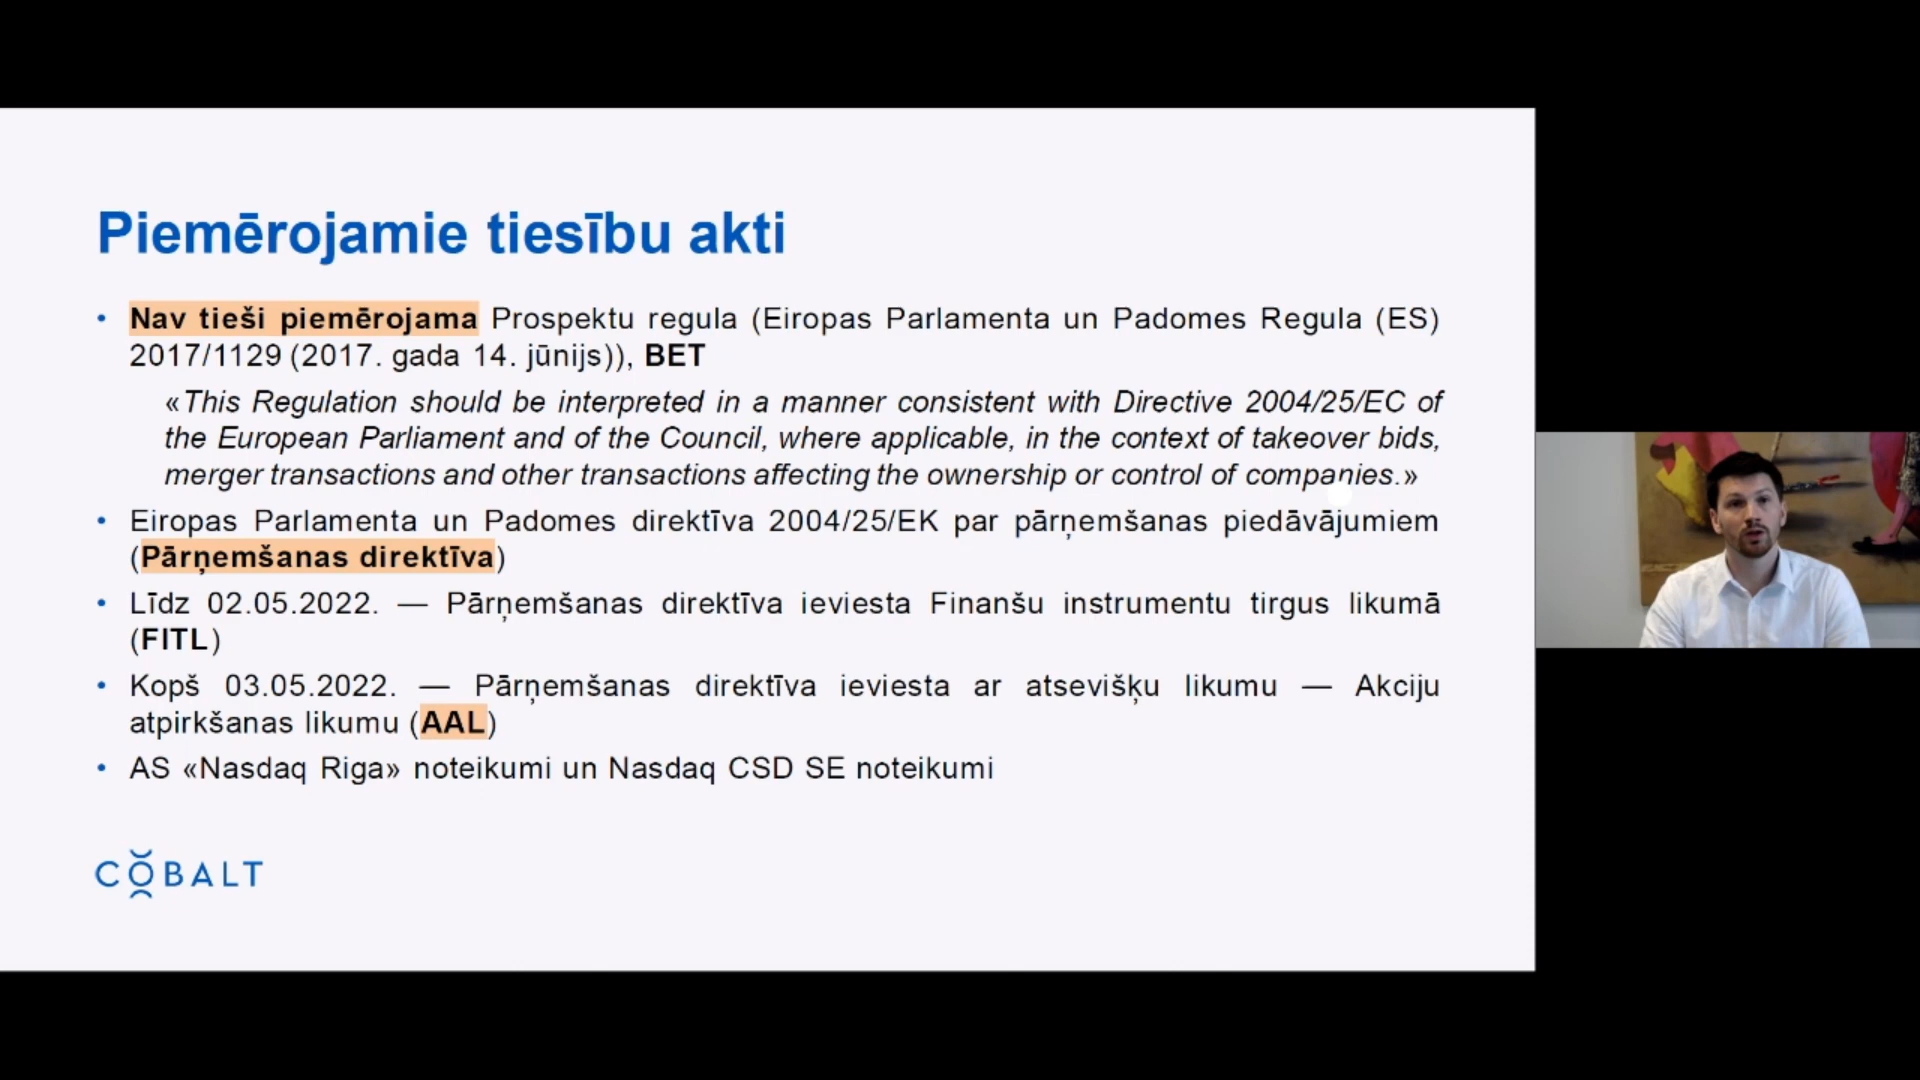 Piemērojamie tiesību akti
• Nav tieši piemērojama Prospektu regula (Eiropas Parlamenta un Padomes Regula (ES)
2017/1129 (2017. gada 14. jūnijs)), BET
«This Regulation should be interpreted in a manner consistent with Directive 2004/25/EC of
the European Parliament and of the Council, where applicable, in the context of takeover bids,
merger transactions and other transactions affecting the ownership or control of companies.»
• Eiropas Parlamenta un Padomes direktīva 2004/25/EK par pārņemšanas piedāvājumiem
(Pārņemšanas direktīva)
• Līdz 02.05.2022. — Pārņemšanas direktīva ieviesta Finanšu instrumentu tirgus likumā
(FITL)
• Kopš 03.05.2022. — Pārņemšanas direktīva ieviesta ar atsevišķu likumu — Akciju
atpirkšanas likumu (AAL)
• AS «Nasdaq Riga» noteikumi un Nasdaq CSD SE noteikumi
COBALT